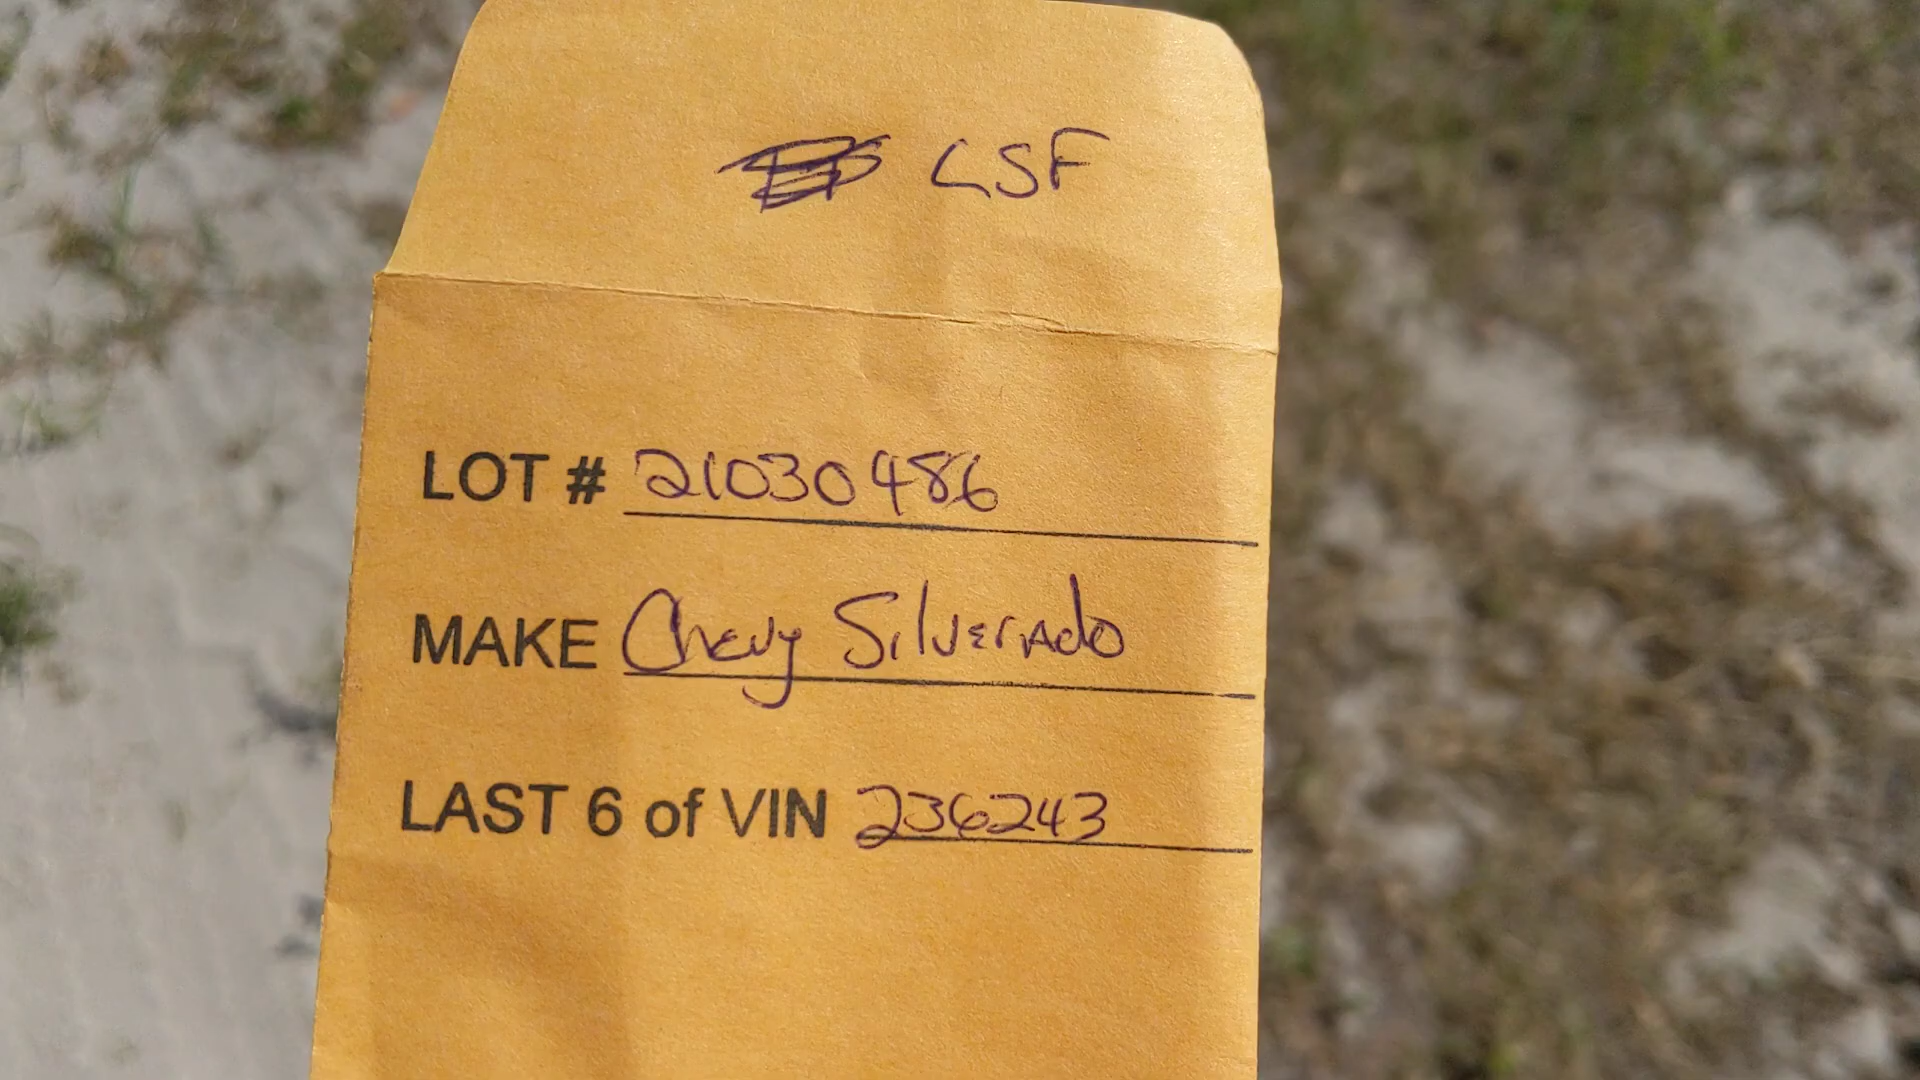 CSF
LOT # 21030486
MAKE Chevy Silverado
LAST 6 of VIN 236243